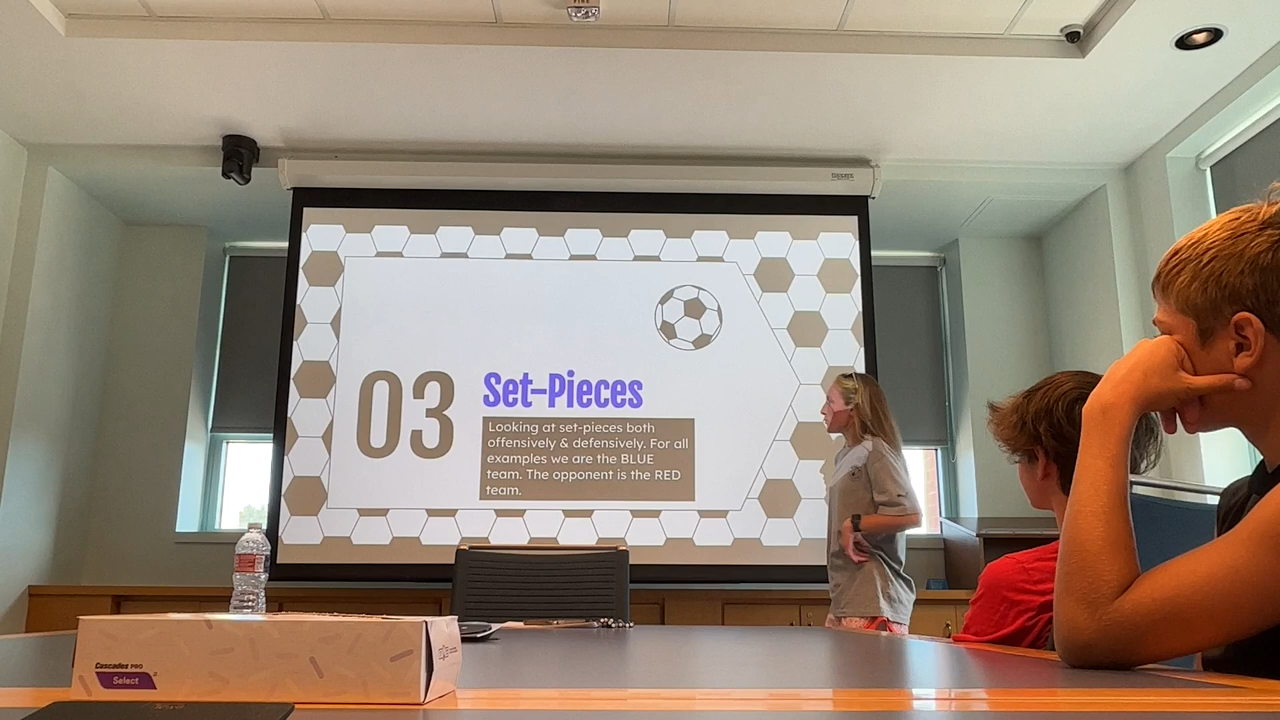 FIRE
03
Set-Pieces
Looking at set-pieces both
offensively & defensively. For all
examples we are the BLUE
team. The opponent is the RED
team.
Cascades PRO
Select